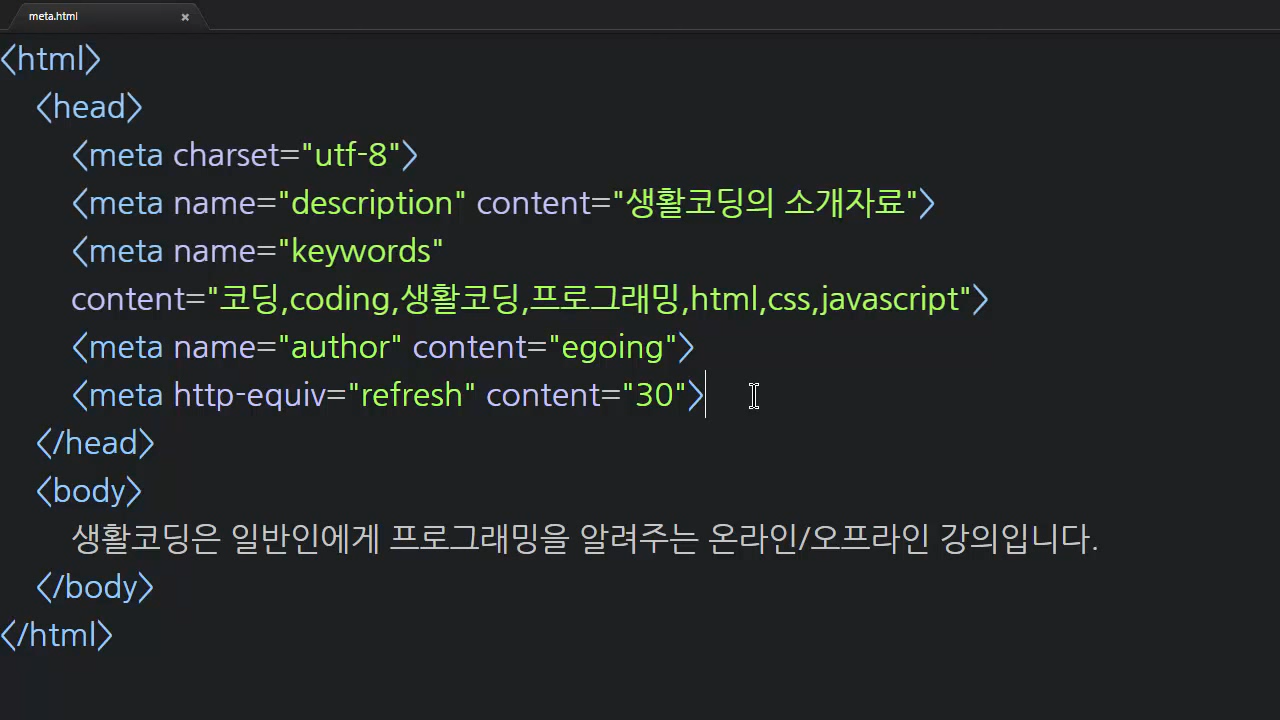 meta.html
<html>
<head>
<meta charset="utf-8">
<meta name="description" content="생활코딩의 소개자료">
<meta name="keywords"
content="코딩,coding,생활코딩,프로그래밍,html,css,javascript">
<meta name="author" content="egoing">
<meta http-equiv="refresh" content="30">
</head>
<body>
생활코딩은 일반인에게 프로그래밍을 알려주는 온라인/오프라인 강의입니다.
</body>
</html>